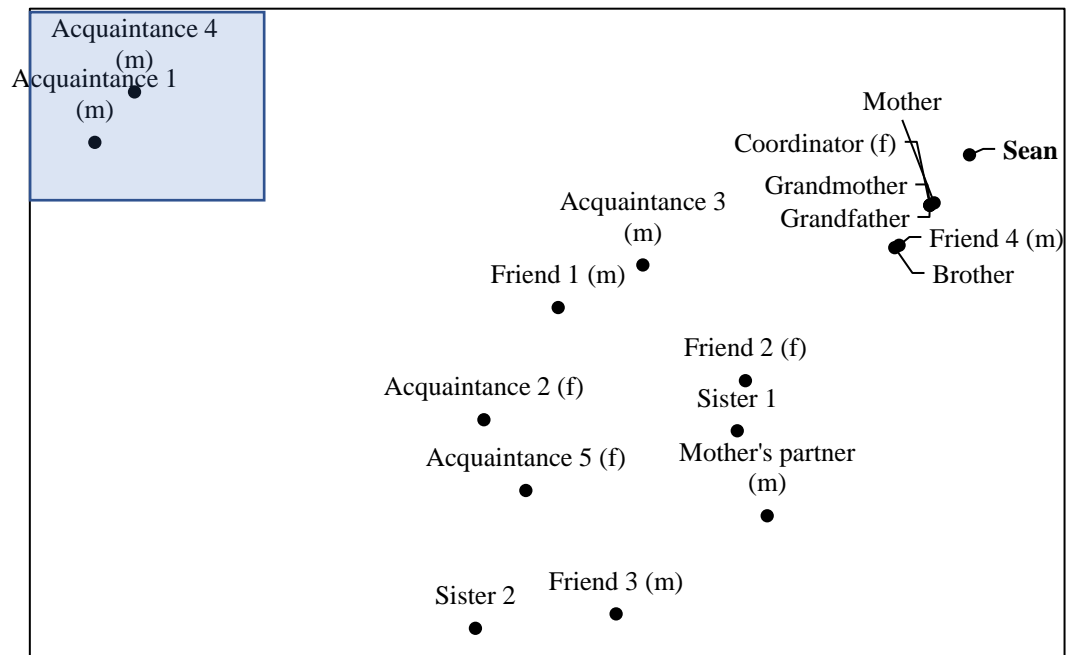 Acquaintance 4
(m)
Acquaintance 1
(m)
Mother
Coordinator (f)
Sean
Grandmother
Grandfather
Acquaintance 3
(m)
Friend 4 (m)
Brother
Friend 1 (m)
Friend 2 (f)
Acquaintance 2 (f)
Sister 1
Acquaintance 5 (f)
Mother's partner
(m)
Friend 3 (m)
Sister 2